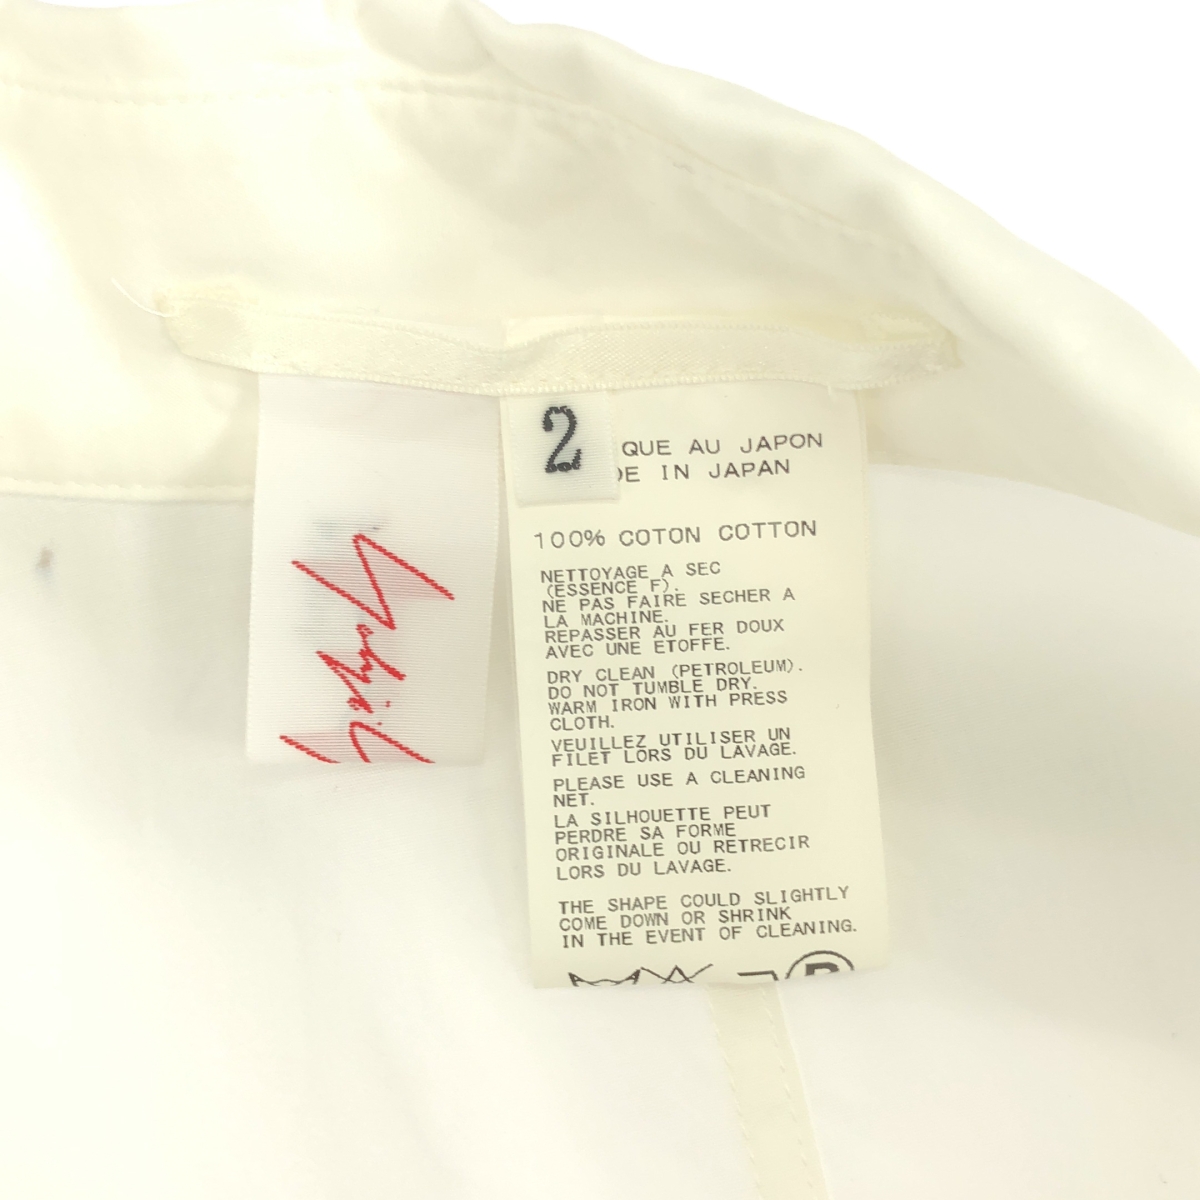 2
QUE AU JAPON
DE IN JAPAN
100% COTON COTTON
NETTOYAGE A SEC
(ESSENCE F).
NE PAS FAIRE SECHER A
LA MACHINE.
REPASSER AU FER DOUX
AVEC UNE ETOFFE.
DRY CLEAN (PETROLEUM).
DO NOT TUMBLE DRY.
WARM IRON WITH PRESS
CLOTH.
VEUILLEZ UTILISER UN
FILET LORS DU LAVAGE.
PLEASE USE A CLEANING
NET.
LA SILHOUETTE PEUT
PERDRE SA FORME
ORIGINALE OU RETRECIR
LORS DU LAVAGE.
THE SHAPE COULD SLIGHTLY
COME DOWN OR SHRINK
IN THE EVENT OF CLEANING.